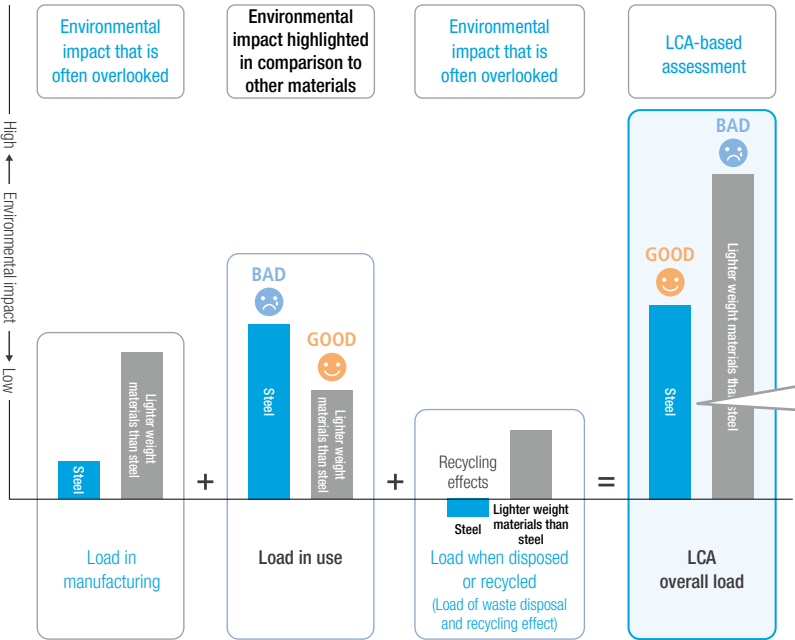 Environmental
impact that is
often overlooked
Environmental
impact highlighted
in comparison to
other materials
Environmental
impact that is
often overlooked
LCA-based
assessment
High
Environmental impact
Low
Steel
Lighter weight
materials than steel
Load in
manufacturing
+
BAD
Steel
GOOD
Lighter weight
materials than steel
Load in use
+
Recycling
effects
Steel
Lighter weight
materials than
steel
Load when disposed
or recycled
(Load of waste disposal
and recycling effect)
=
GOOD
Steel
BAD
Lighter weight materials than steel
LCA
overall load